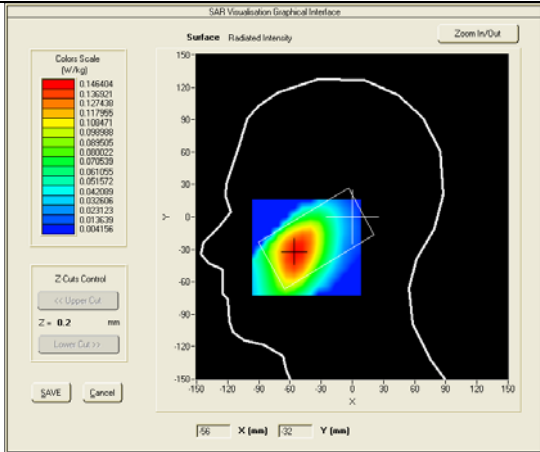 SAR Visualisation Graphical Interface
Surface Radiated Intensity
Zoom In/Out
Colors Scale
(W/kg)
0.146404
0.136921
0.127438
0.117955
0.108471
0.098988
0.089505
0.080022
0.070539
0.061055
0.051572
0.042089
0.032606
0.023123
0.013639
0.004156
Z Cuts Control
<< Upper Cut
Z = 0.2 mm
Lower Cut >>
SAVE
Cancel
150
120
90
60
30
0
-30
-60
-90
-120
-150
Y
-150 -120 -90 -60 -30 0 30 60 90 120 150
X
-56 X (mm) -32 Y (mm)